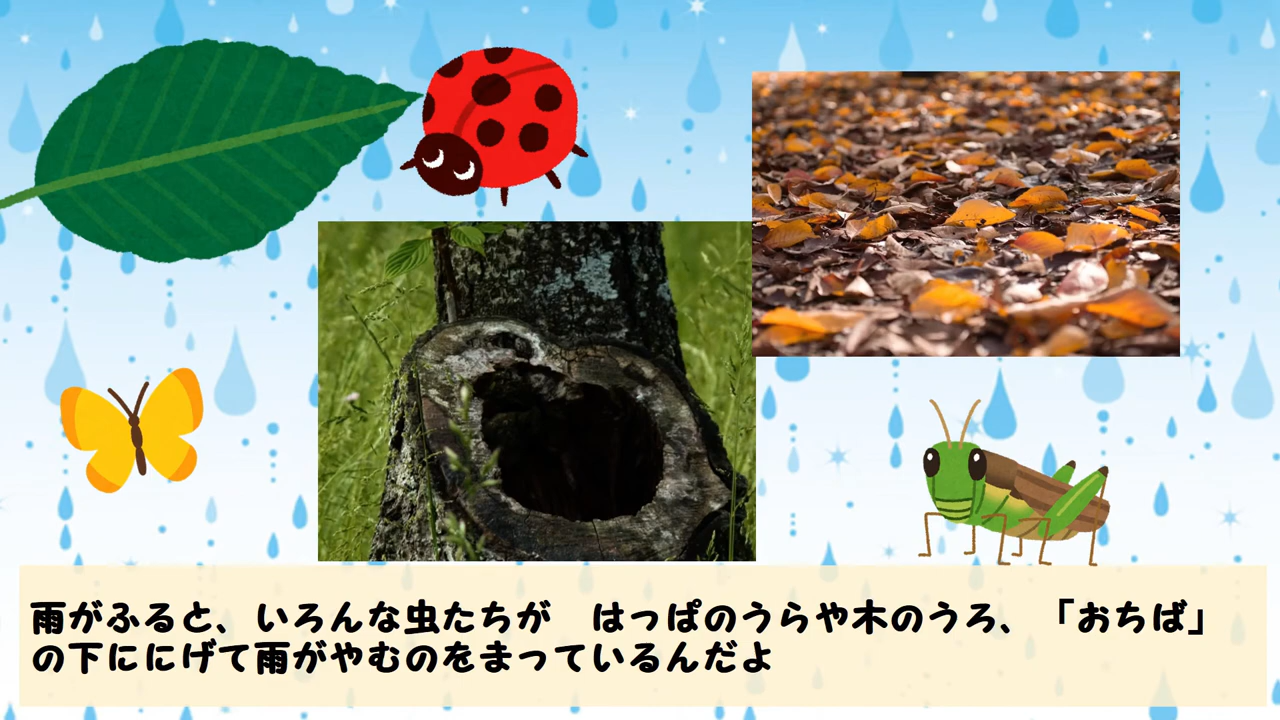 雨がふると、いろんな虫たちが　はっぱのうらや木のうろ、「おちば」
の下ににげて雨がやむのをまっているんだよ